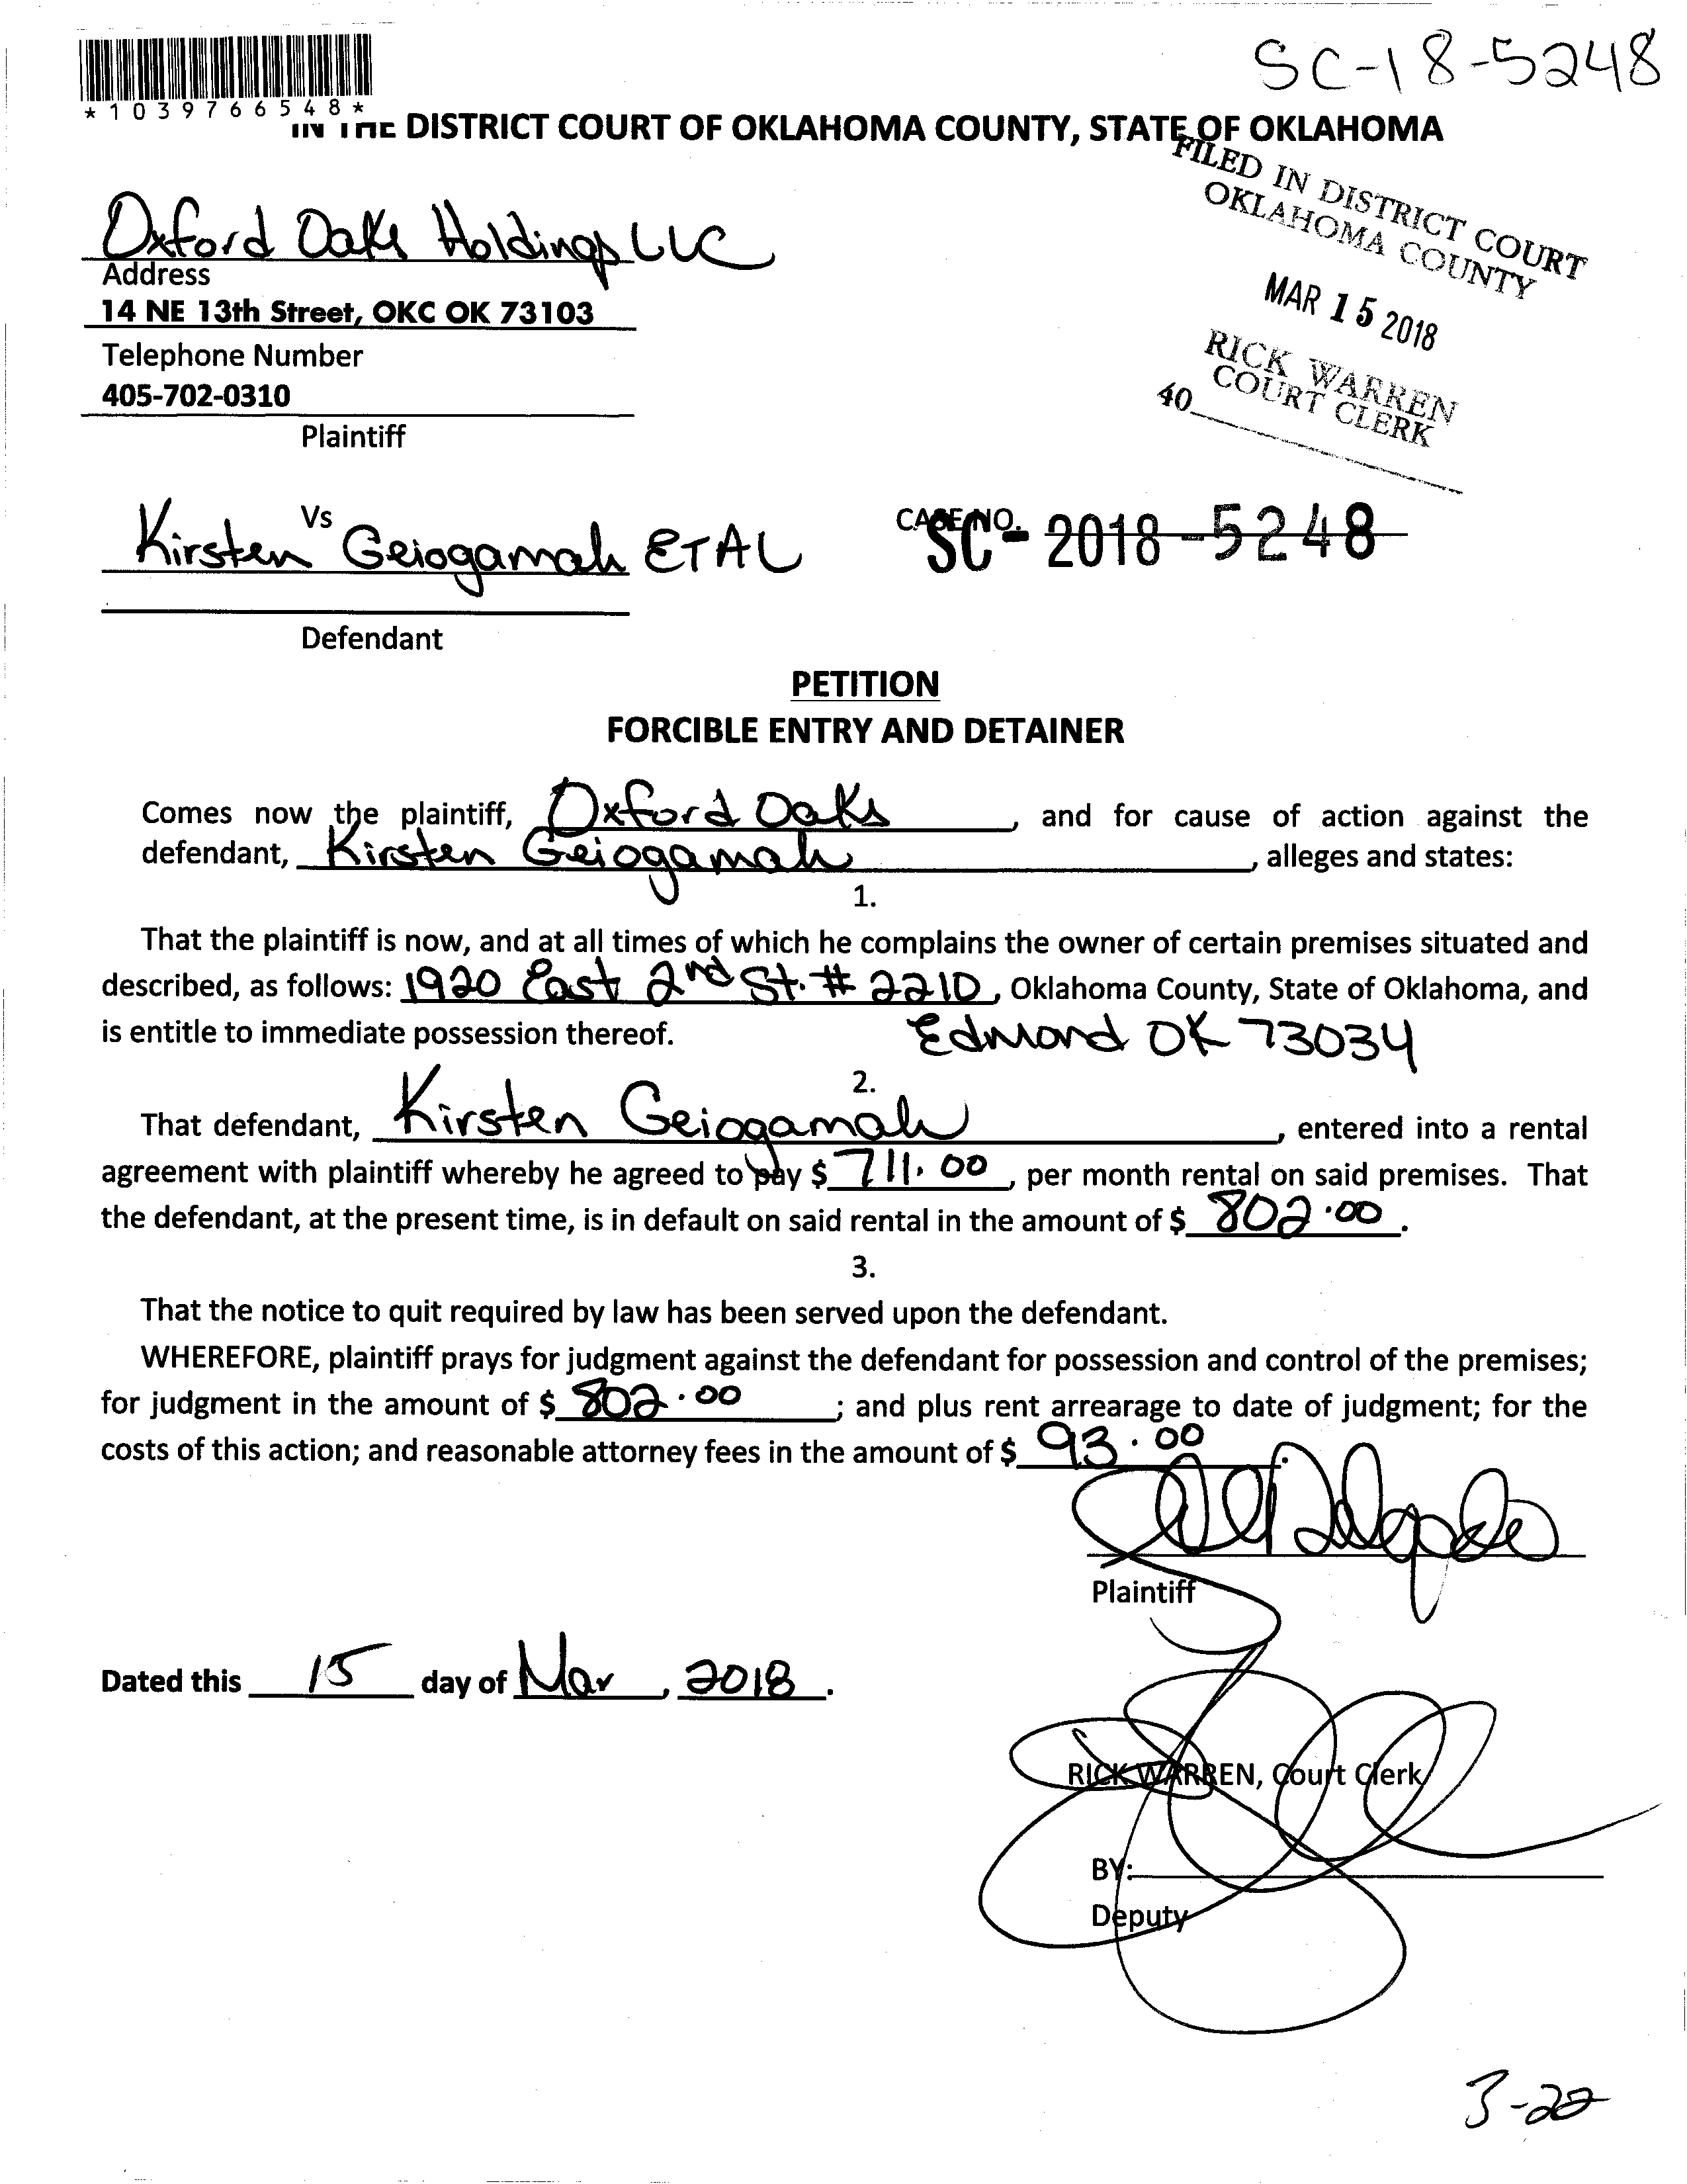 SC-18-5248
*1039766548*
IN THE DISTRICT COURT OF OKLAHOMA COUNTY, STATE OF OKLAHOMA
FILED IN DISTRICT COURT
OKLAHOMA COUNTY
MAR 15 2018
RICK WARREN
COURT CLERK
40
Oxford Oaks Holdings LLC
Address
14 NE 13th Street, OKC OK 73103
Telephone Number
405-702-0310
Plaintiff
Vs
Kirsten Geiogamah ETAL
CASE NO.
SC- 2018-5248
Defendant
PETITION
FORCIBLE ENTRY AND DETAINER
Comes now the plaintiff, Oxford Oaks, and for cause of action against the
defendant, Kirsten Geiogamah, alleges and states:
1.
That the plaintiff is now, and at all times of which he complains the owner of certain premises situated and
described, as follows: 1920 East 2nd St. # 221D, Oklahoma County, State of Oklahoma, and
is entitle to immediate possession thereof. Edmond OK 73034
2.
That defendant, Kirsten Geiogamah, entered into a rental
agreement with plaintiff whereby he agreed to pay $ 711.00, per month rental on said premises. That
the defendant, at the present time, is in default on said rental in the amount of $ 802.00.
3.
That the notice to quit required by law has been served upon the defendant.
WHEREFORE, plaintiff prays for judgment against the defendant for possession and control of the premises;
for judgment in the amount of $ 802.00; and plus rent arrearage to date of judgment; for the
costs of this action; and reasonable attorney fees in the amount of $ 93.00.
Plaintiff
Dated this 15 day of Mar, 2018.
RICK WARREN, Court Clerk
BY:
Deputy
3-22